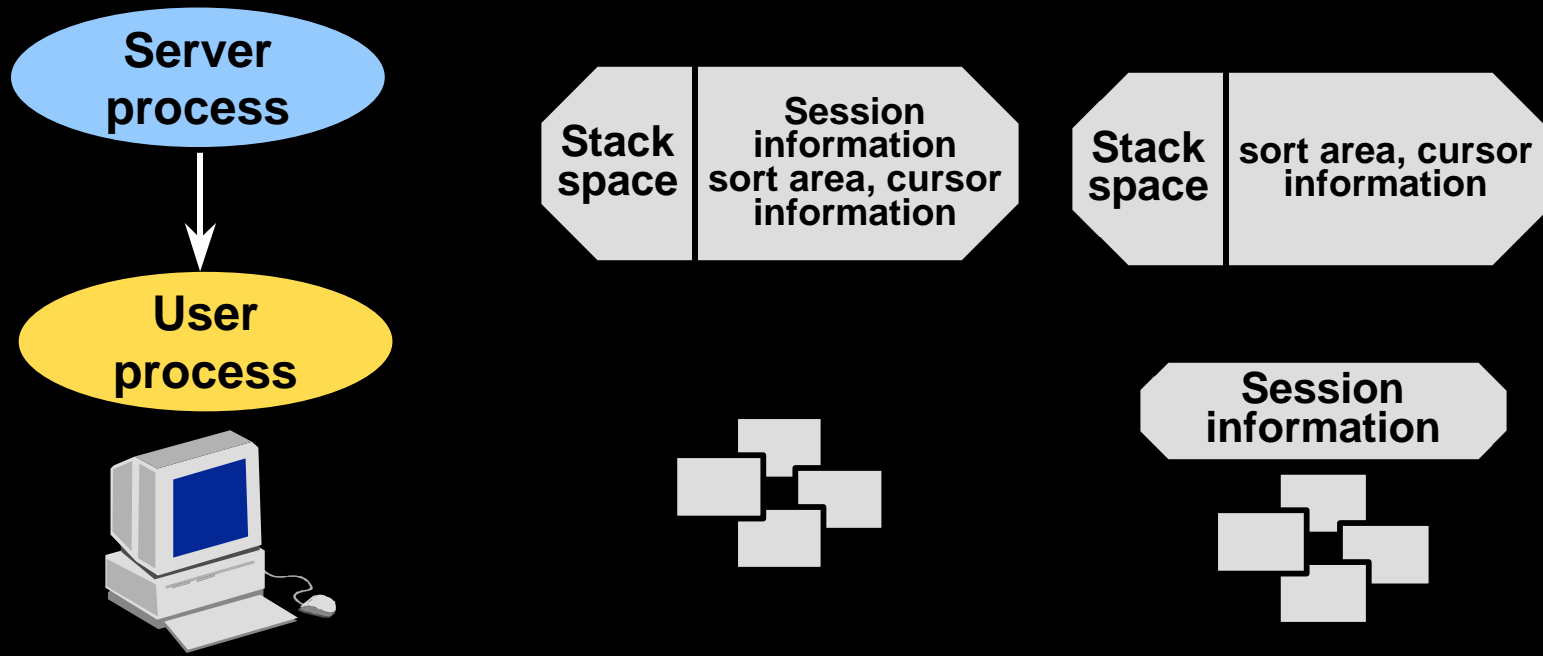 Server
process
User
process
Stack
space
Session
information
sort area, cursor
information
Stack
space
sort area, cursor
information
Session
information